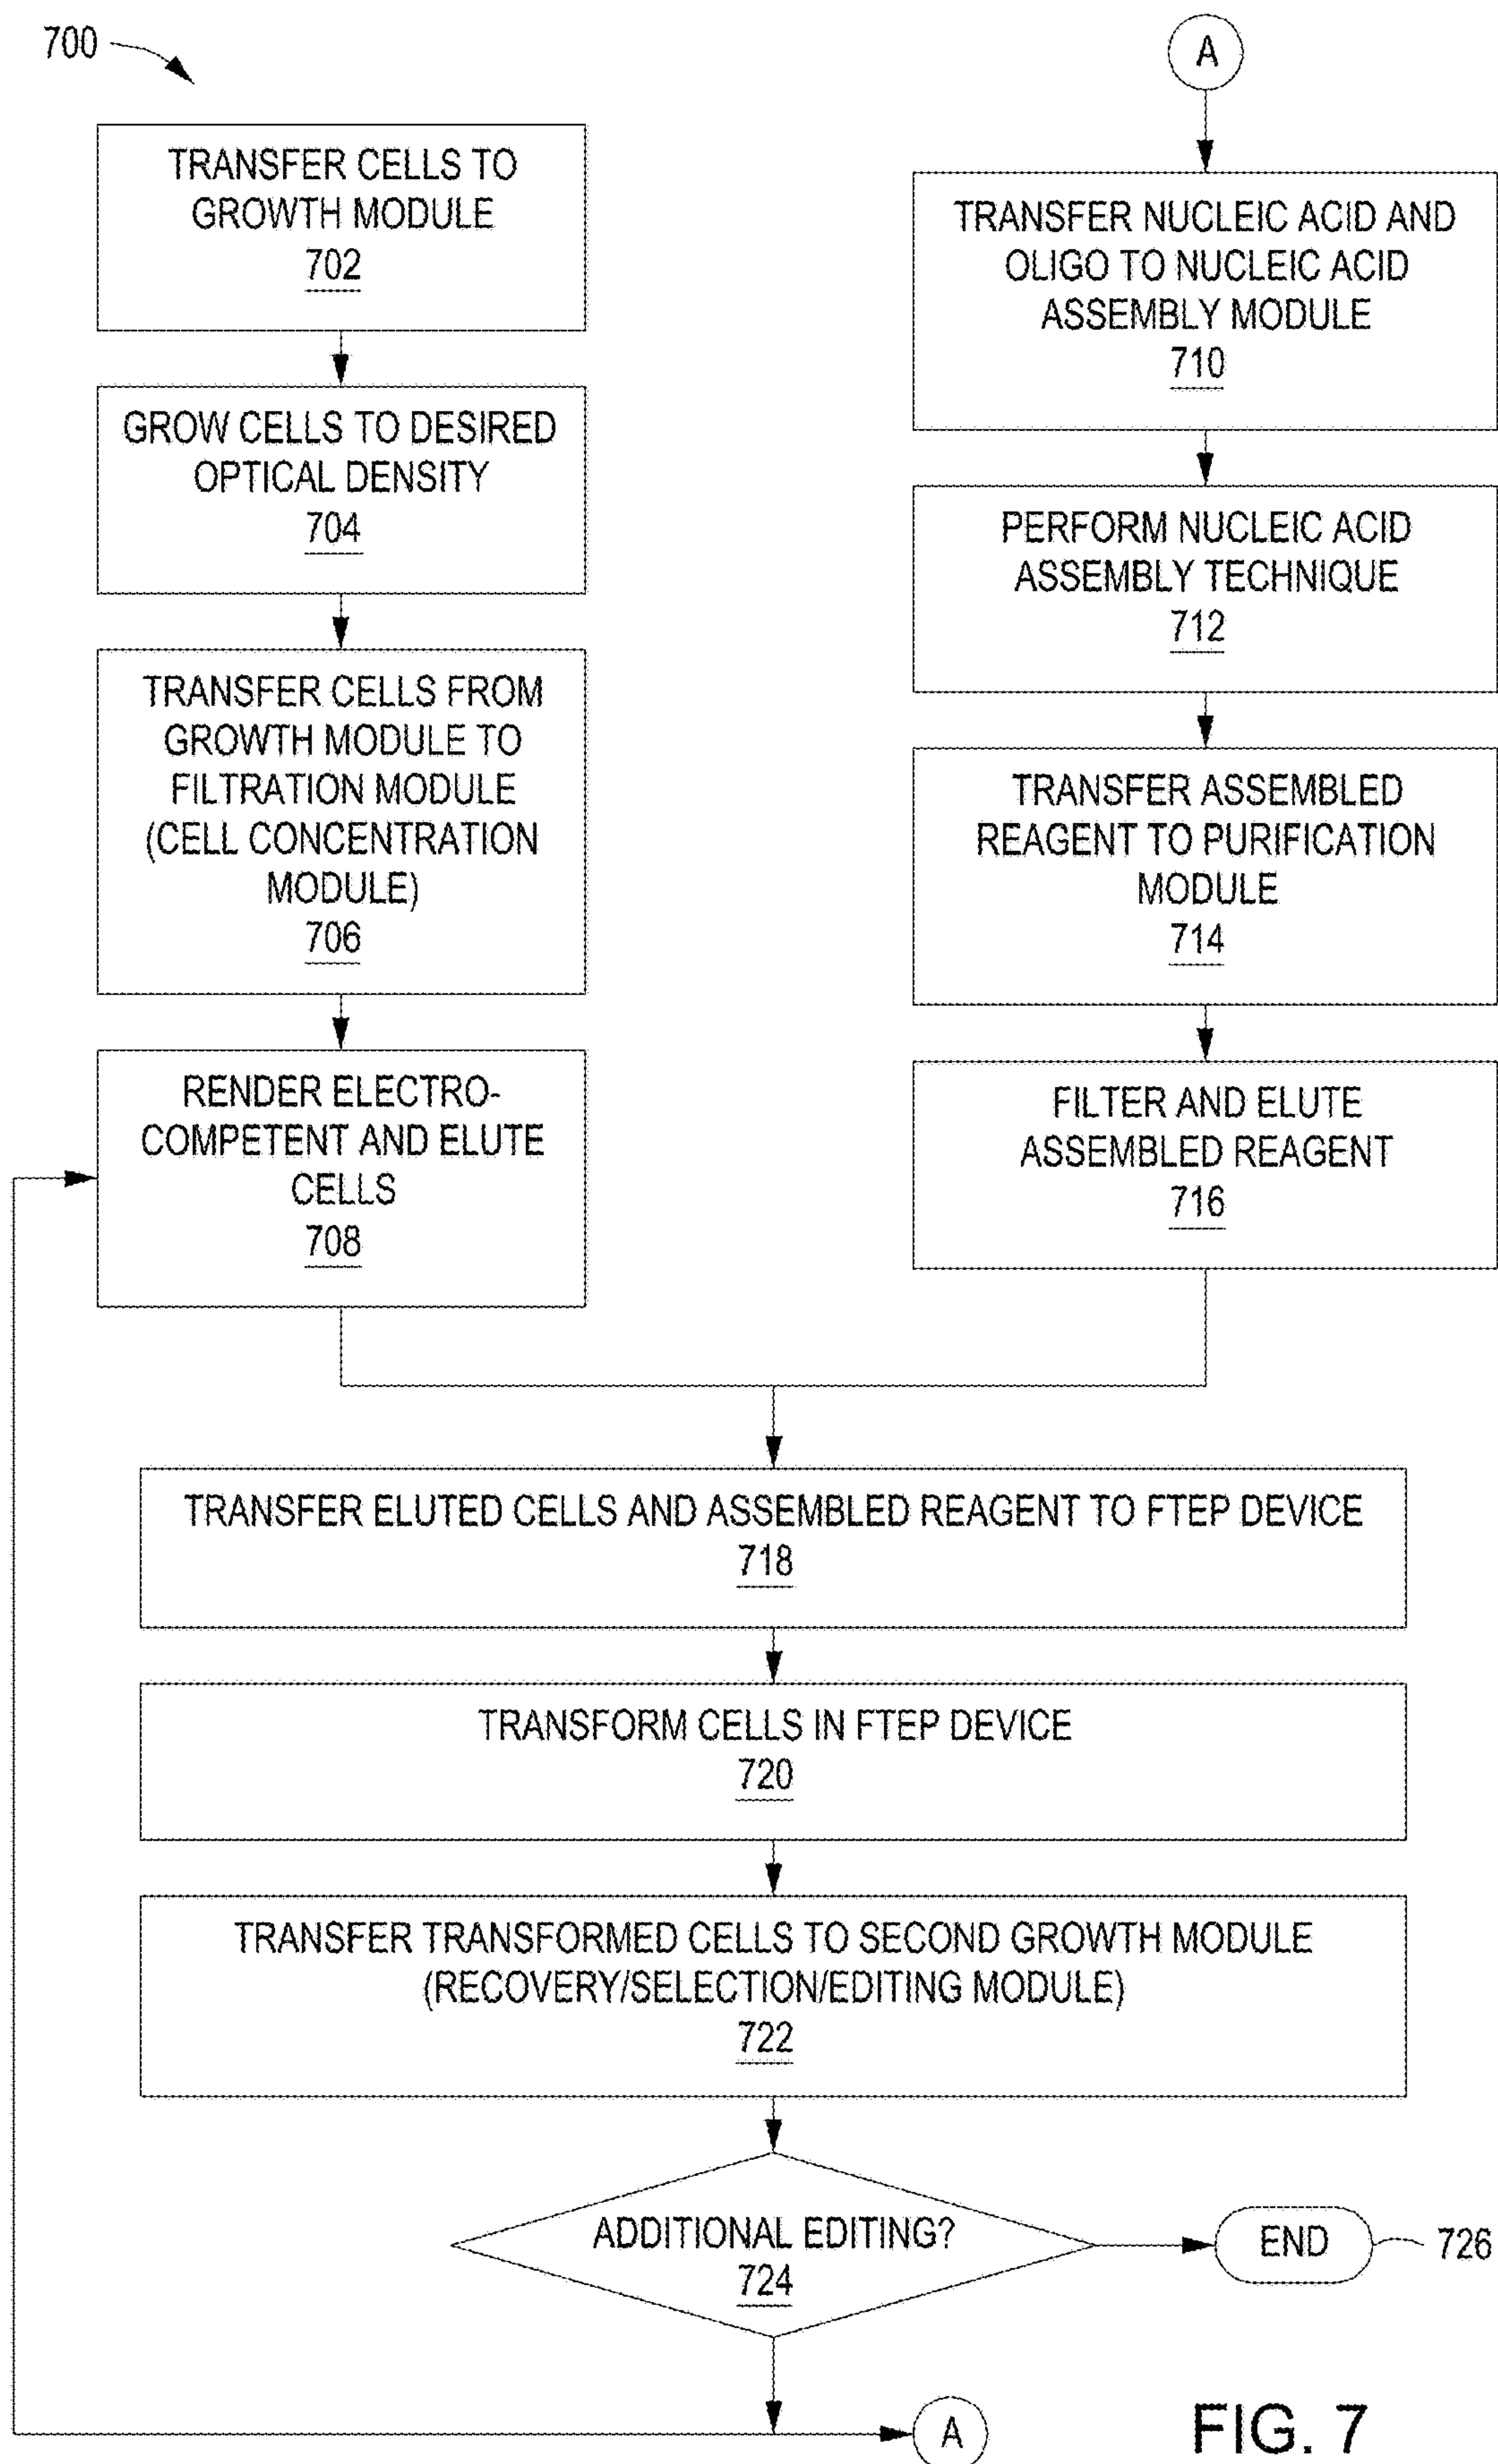 700
TRANSFER CELLS TO
GROWTH MODULE
702
GROW CELLS TO DESIRED
OPTICAL DENSITY
704
TRANSFER CELLS FROM
GROWTH MODULE TO
FILTRATION MODULE
(CELL CONCENTRATION
MODULE)
706
RENDER ELECTRO-
COMPETENT AND ELUTE
CELLS
708
A
TRANSFER NUCLEIC ACID AND
OLIGO TO NUCLEIC ACID
ASSEMBLY MODULE
710
PERFORM NUCLEIC ACID
ASSEMBLY TECHNIQUE
712
TRANSFER ASSEMBLED
REAGENT TO PURIFICATION
MODULE
714
FILTER AND ELUTE
ASSEMBLED REAGENT
716
TRANSFER ELUTED CELLS AND ASSEMBLED REAGENT TO FTEP DEVICE
718
TRANSFORM CELLS IN FTEP DEVICE
720
TRANSFER TRANSFORMED CELLS TO SECOND GROWTH MODULE
(RECOVERY/SELECTION/EDITING MODULE)
722
ADDITIONAL EDITING?
724
END
726
A
FIG. 7